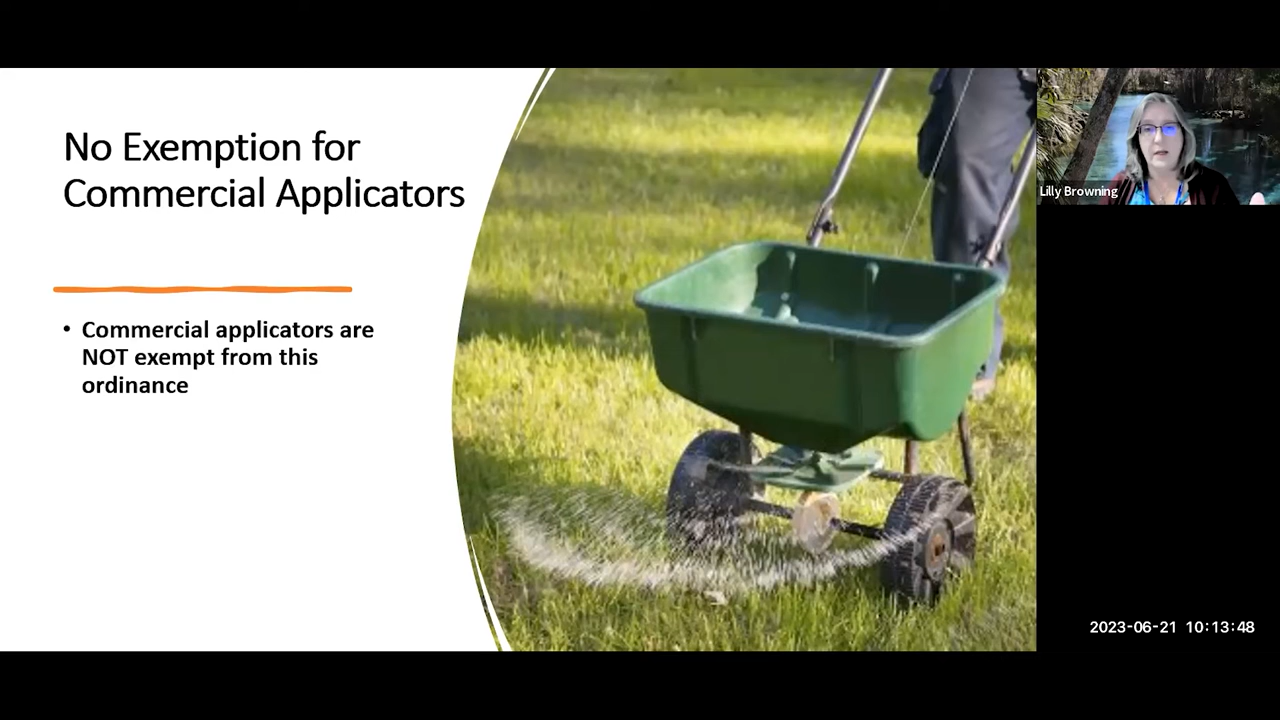 No Exemption for
Commercial Applicators
• Commercial applicators are
NOT exempt from this
ordinance
Lilly Browning
2023-06-21 10:13:48